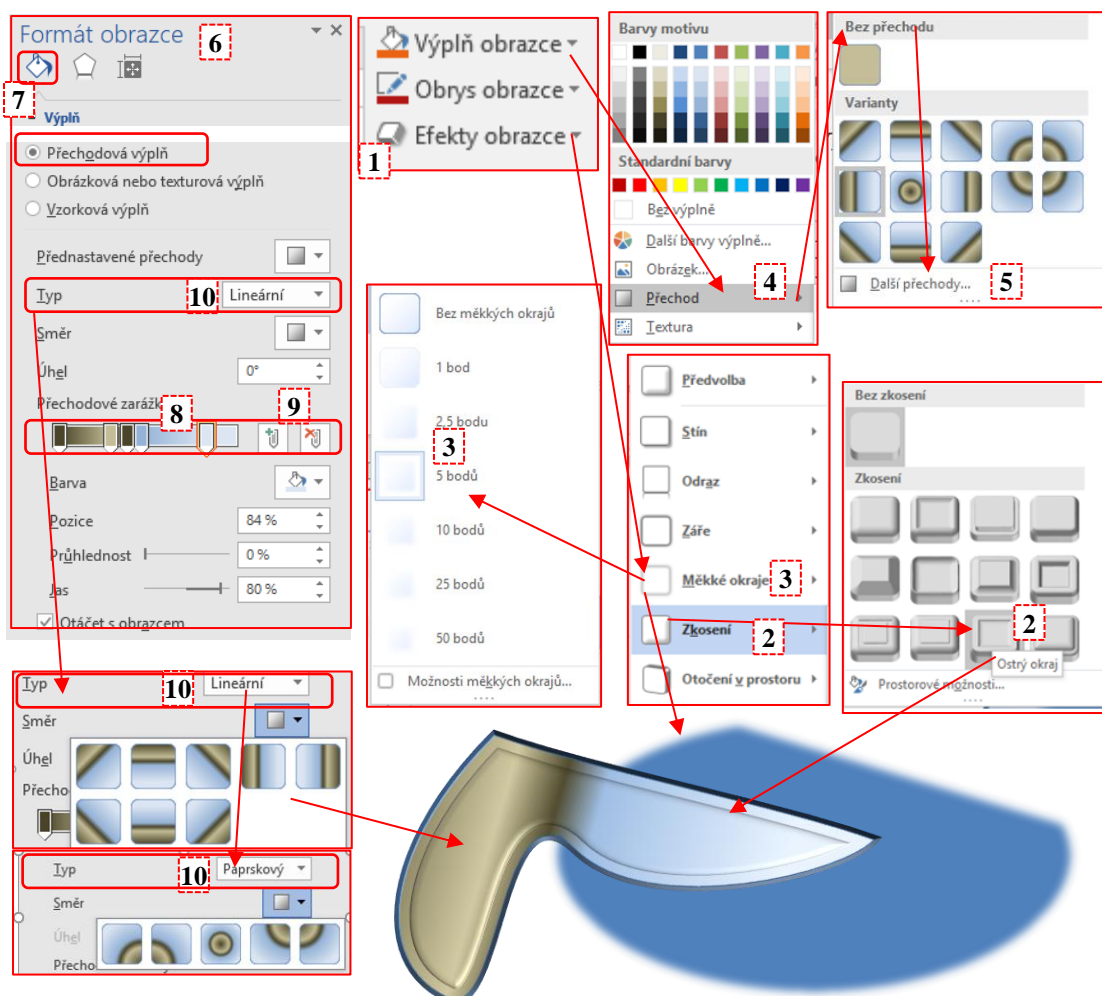 Formát obrazce
6
7
Výplň
Přechodová výplň
Obrázková nebo texturová výplň
Vzorková výplň
Přednastavené přechody
Typ 10 Lineární
Směr
Úhel 0°
Přechodové zarážk
8 9
Barva
Pozice 84 %
Průhlednost 0 %
Jas 80 %
Otáčet s obrazcem
Výplň obrazce
Obrys obrazce
Efekty obrazce
1
Barvy motivu
Standardní barvy
Bez výplně
Další barvy výplně...
Obrázek...
4
Přechod
Textura
Bez přechodu
Varianty
Další přechody...
5
Bez měkkých okrajů
1 bod
2,5 bodu
3
5 bodů
10 bodů
25 bodů
50 bodů
Možnosti měkkých okrajů...
Předvolba
Stín
Odraz
Záře
Měkké okraje 3
Zkosení 2
Otočení v prostoru
Bez zkosení
Zkosení
2
Ostrý okraj
Prostorové možnosti...
Typ 10 Lineární
Směr
Úhel
Přecho
Typ 10 Paprskový
Směr
Úhel
Přecho